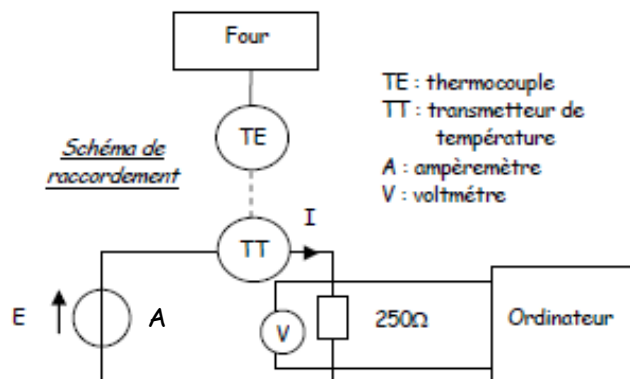 Four
TE
TE : thermocouple
TT : transmetteur de
température
A : ampèremètre
V : voltmétre
Schéma de
raccordement
TT
I
E
A
V
250Ω
Ordinateur